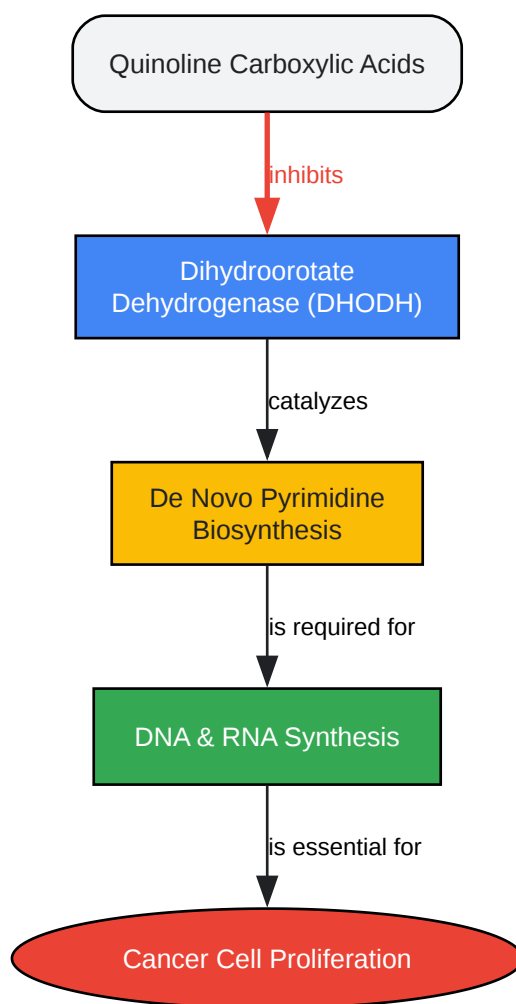 Quinoline Carboxylic Acids
inhibits
Dihydroorotate
Dehydrogenase (DHODH)
catalyzes
De Novo Pyrimidine
Biosynthesis
is required for
DNA & RNA Synthesis
is essential for
Cancer Cell Proliferation